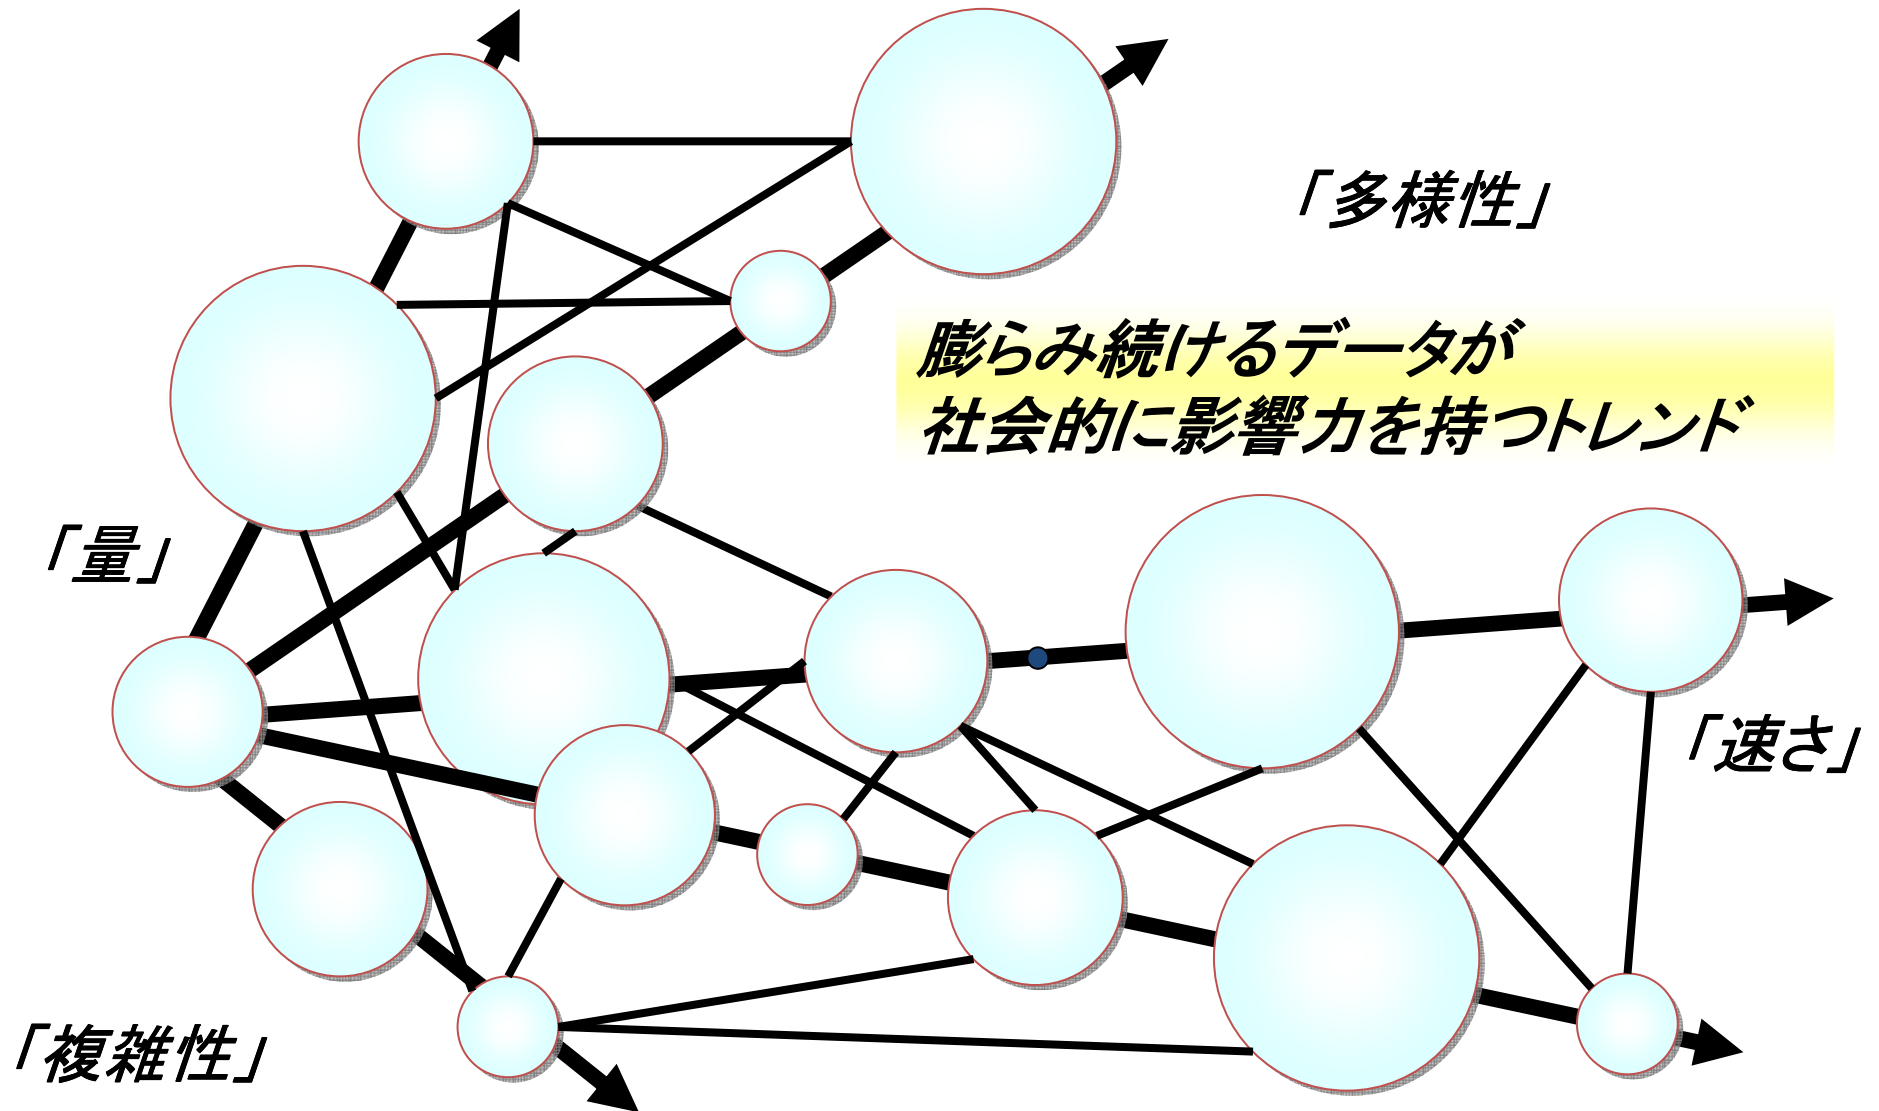 「多様性」
膨らみ続けるデータが
社会的に影響力を持つトレンド
「量」
「速さ」
「複雑性」